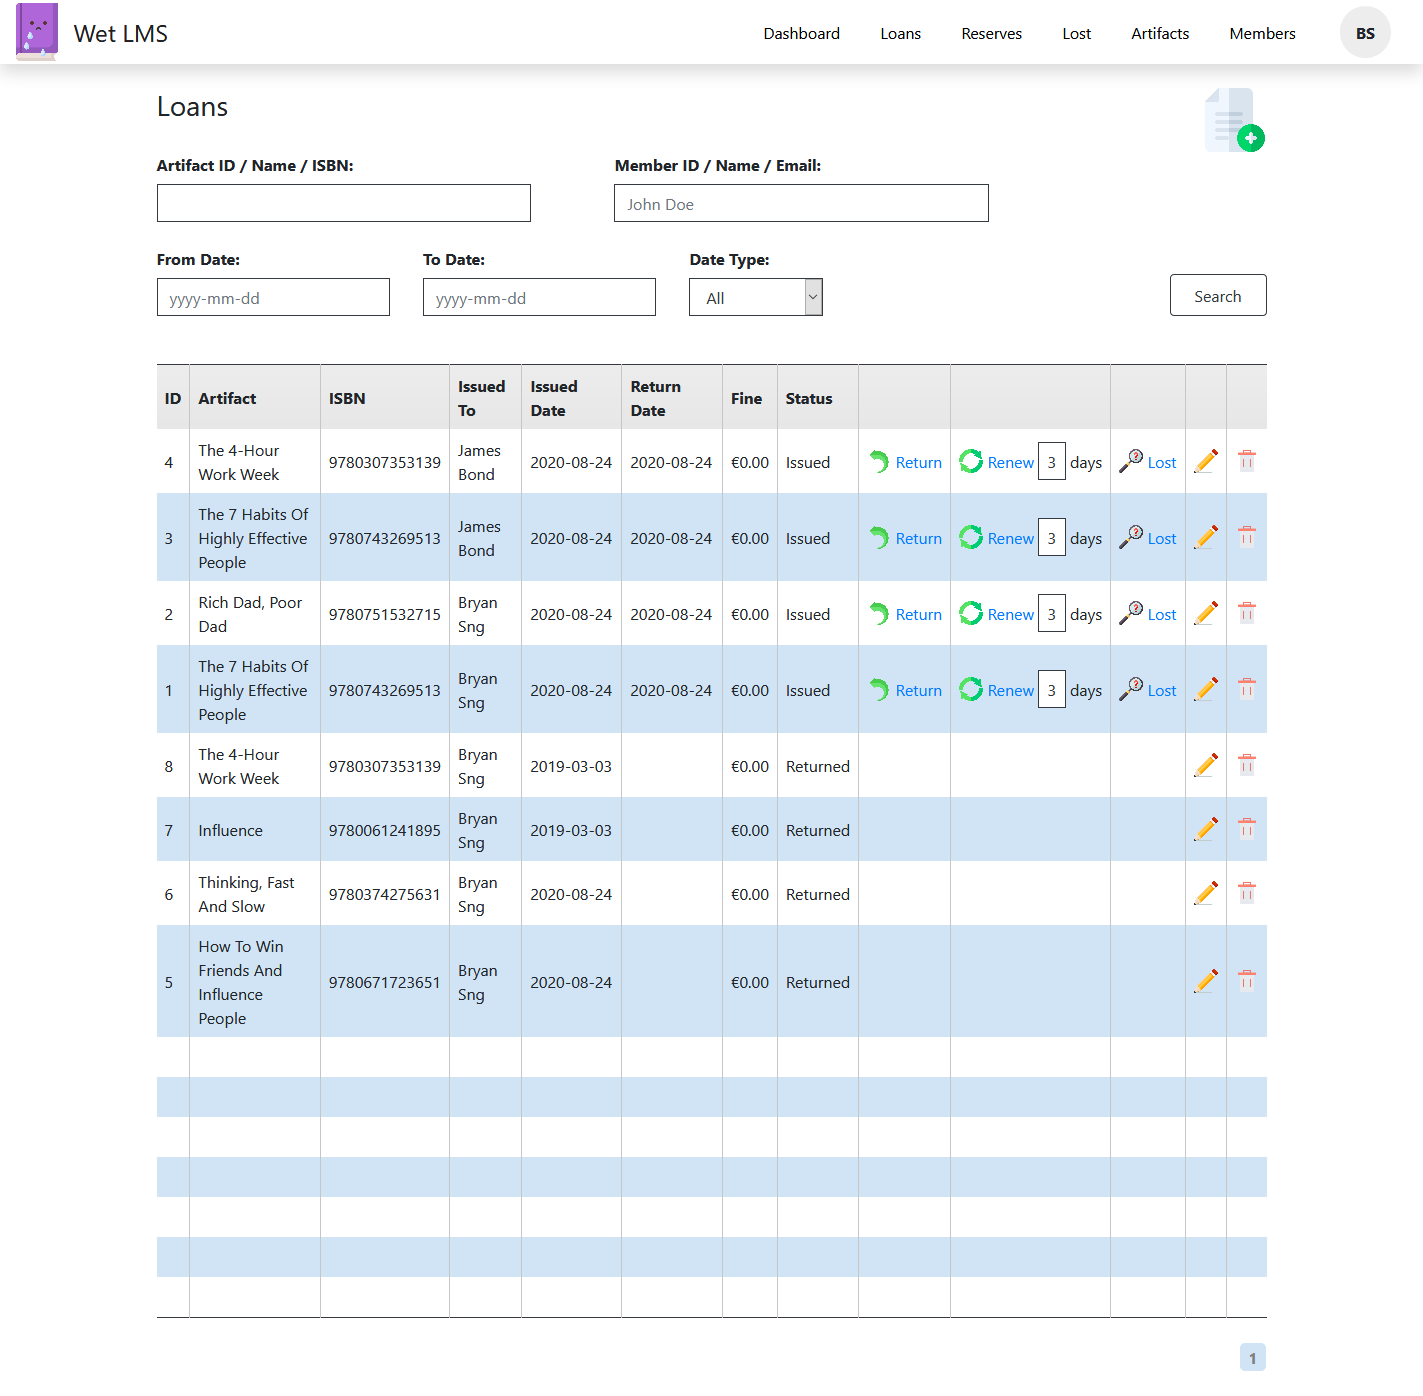 Wet LMS
Dashboard Loans Reserves Lost Artifacts Members BS
Loans
Artifact ID / Name / ISBN: Member ID / Name / Email:
John Doe
From Date: To Date: Date Type:
yyyy-mm-dd yyyy-mm-dd All Search
ID Artifact ISBN Issued To Issued Date Return Date Fine Status
4 The 4-Hour Work Week 9780307353139 James Bond 2020-08-24 2020-08-24 €0.00 Issued Return Renew 3 days Lost
3 The 7 Habits Of Highly Effective People 9780743269513 James Bond 2020-08-24 2020-08-24 €0.00 Issued Return Renew 3 days Lost
2 Rich Dad, Poor Dad 9780751532715 Bryan Sng 2020-08-24 2020-08-24 €0.00 Issued Return Renew 3 days Lost
1 The 7 Habits Of Highly Effective People 9780743269513 Bryan Sng 2020-08-24 2020-08-24 €0.00 Issued Return Renew 3 days Lost
8 The 4-Hour Work Week 9780307353139 Bryan Sng 2019-03-03 €0.00 Returned
7 Influence 9780061241895 Bryan Sng 2019-03-03 €0.00 Returned
6 Thinking, Fast And Slow 9780374275631 Bryan Sng 2020-08-24 €0.00 Returned
5 How To Win Friends And Influence People 9780671723651 Bryan Sng 2020-08-24 €0.00 Returned
1